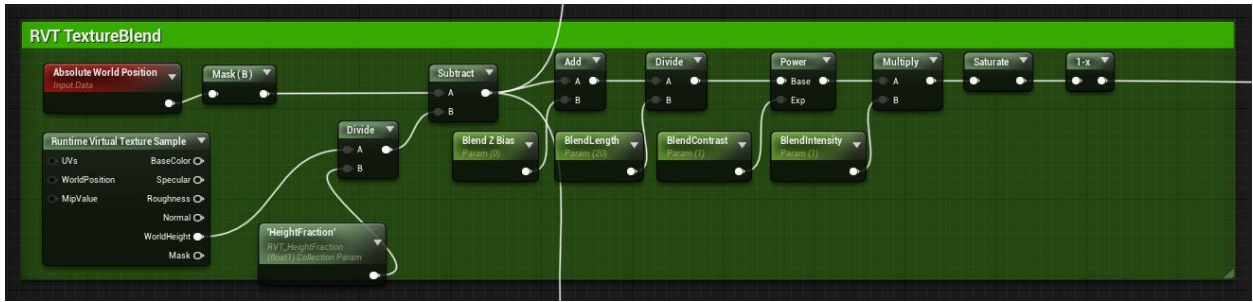 RVT TextureBlend
Absolute World Position
Input Data
Mask (B)
Subtract
A
B
Add
A
B
Divide
A
B
Power
Base
Exp
Multiply
A
B
Saturate
1-x
Runtime Virtual Texture Sample
UVs BaseColor
WorldPosition Specular
MipValue Roughness
Normal
WorldHeight
Mask
Divide
A
B
Blend Z Bias
Param (0)
BlendLength
Param (20)
BlendContrast
Param (1)
BlendIntensity
Param (1)
'HeightFraction'
RVT_HeightFraction
(float1) Collection Param